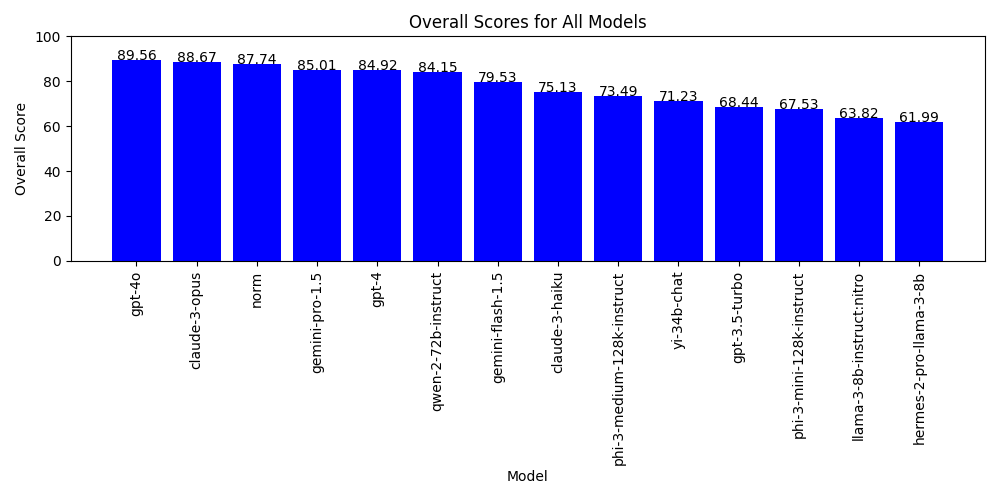 Overall Scores for All Models
Overall Score
100
80
60
40
20
0
89.56
88.67
87.74
85.01
84.92
84.15
79.53
75.13
73.49
71.23
68.44
67.53
63.82
61.99
gpt-4o
claude-3-opus
norm
gemini-pro-1.5
gpt-4
qwen-2-72b-instruct
gemini-flash-1.5
claude-3-haiku
phi-3-medium-128k-instruct
yi-34b-chat
gpt-3.5-turbo
phi-3-mini-128k-instruct
llama-3-8b-instruct:nitro
hermes-2-pro-llama-3-8b
Model